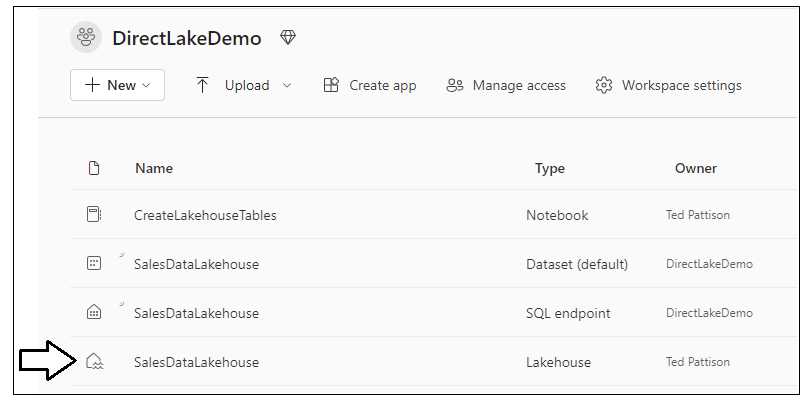 DirectLakeDemo
New Upload Create app Manage access Workspace settings
Name Type Owner
CreateLakehouseTables Notebook Ted Pattison
SalesDataLakehouse Dataset (default) DirectLakeDemo
SalesDataLakehouse SQL endpoint DirectLakeDemo
SalesDataLakehouse Lakehouse Ted Pattison